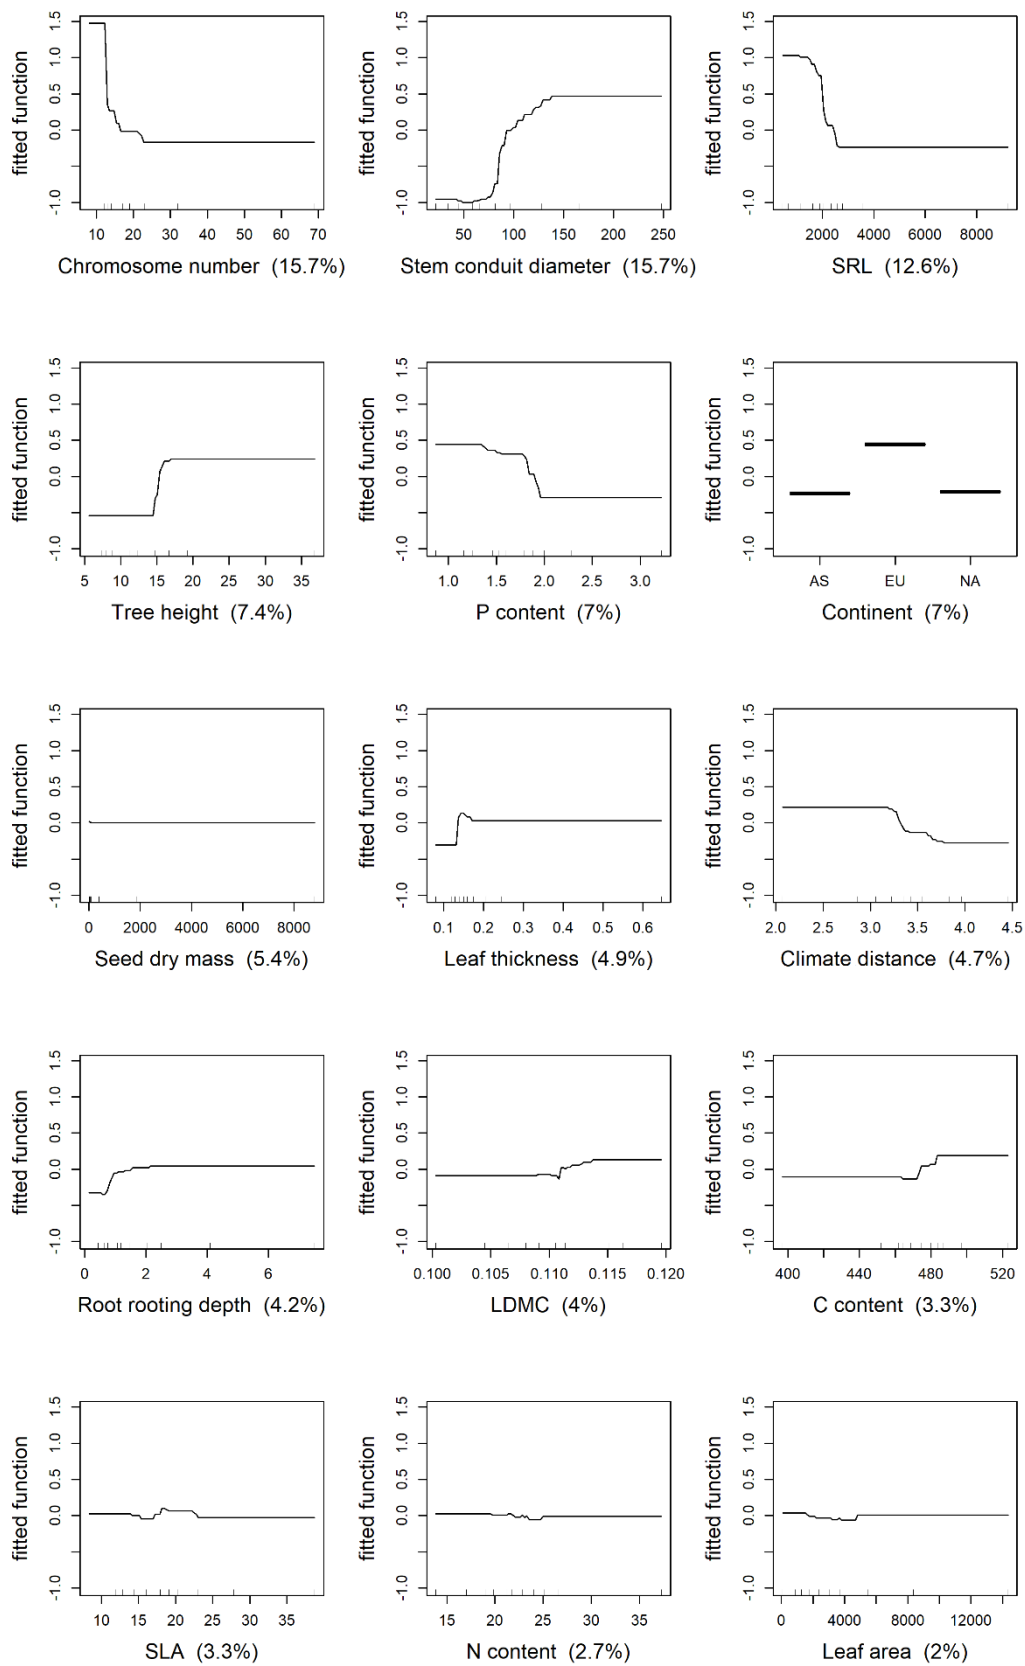 fitted function
-1.0 0.0 0.5 1.0 1.5
10 20 30 40 50 60 70
Chromosome number (15.7%)
fitted function
-1.0 0.0 0.5 1.0 1.5
50 100 150 200 250
Stem conduit diameter (15.7%)
fitted function
-1.0 0.0 0.5 1.0 1.5
2000 4000 6000 8000
SRL (12.6%)
fitted function
-1.0 0.0 0.5 1.0 1.5
5 10 15 20 25 30 35
Tree height (7.4%)
fitted function
-1.0 0.0 0.5 1.0 1.5
1.0 1.5 2.0 2.5 3.0
P content (7%)
fitted function
-1.0 0.0 0.5 1.0 1.5
AS EU NA
Continent (7%)
fitted function
-1.0 0.0 0.5 1.0 1.5
0 2000 4000 6000 8000
Seed dry mass (5.4%)
fitted function
-1.0 0.0 0.5 1.0 1.5
0.1 0.2 0.3 0.4 0.5 0.6
Leaf thickness (4.9%)
fitted function
-1.0 0.0 0.5 1.0 1.5
2.0 2.5 3.0 3.5 4.0 4.5
Climate distance (4.7%)
fitted function
-1.0 0.0 0.5 1.0 1.5
0 2 4 6
Root rooting depth (4.2%)
fitted function
-1.0 0.0 0.5 1.0 1.5
0.100 0.105 0.110 0.115 0.120
LDMC (4%)
fitted function
-1.0 0.0 0.5 1.0 1.5
400 440 480 520
C content (3.3%)
fitted function
-1.0 0.0 0.5 1.0 1.5
10 15 20 25 30 35
SLA (3.3%)
fitted function
-1.0 0.0 0.5 1.0 1.5
15 20 25 30 35
N content (2.7%)
fitted function
-1.0 0.0 0.5 1.0 1.5
0 4000 8000 12000
Leaf area (2%)